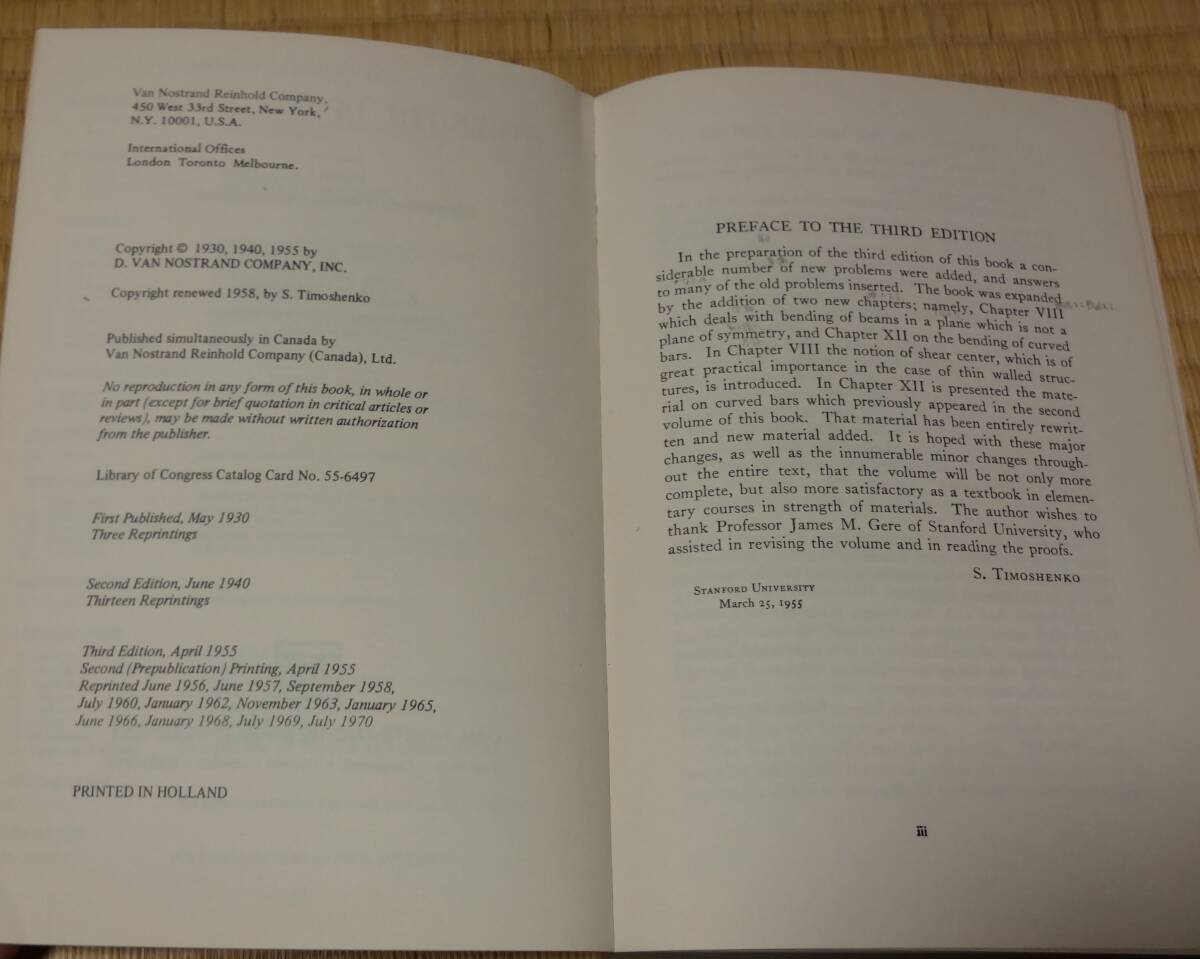 Van Nostrand Reinhold Company,
450 West 33rd Street, New York,
N.Y. 10001, U.S.A.
International Offices
London Toronto Melbourne.
Copyright © 1930, 1940, 1955 by
D. VAN NOSTRAND COMPANY, INC.
Copyright renewed 1958, by S. Timoshenko
Published simultaneously in Canada by
Van Nostrand Reinhold Company (Canada), Ltd.
No reproduction in any form of this book, in whole or
in part (except for brief quotation in critical articles or
reviews), may be made without written authorization
from the publisher.
Library of Congress Catalog Card No. 55-6497
First Published, May 1930
Three Reprintings
Second Edition, June 1940
Thirteen Reprintings
Third Edition, April 1955
Second (Prepublication) Printing, April 1955
Reprinted June 1956, June 1957, September 1958,
July 1960, January 1962, November 1963, January 1965,
June 1966, January 1968, July 1969, July 1970
PRINTED IN HOLLAND
PREFACE TO THE THIRD EDITION
In the preparation of the third edition of this book a con-
siderable number of new problems were added, and answers
to many of the old problems inserted. The book was expanded
by the addition of two new chapters; namely, Chapter VIII
which deals with bending of beams in a plane which is not a
plane of symmetry, and Chapter XII on the bending of curved
bars. In Chapter VIII the notion of shear center, which is of
great practical importance in the case of thin walled struc-
tures, is introduced. In Chapter XII is presented the mate-
rial on curved bars which previously appeared in the second
volume of this book. That material has been entirely rewrit-
ten and new material added. It is hoped with these major
changes, as well as the innumerable minor changes through-
out the entire text, that the volume will be not only more
complete, but also more satisfactory as a textbook in elemen-
tary courses in strength of materials. The author wishes to
thank Professor James M. Gere of Stanford University, who
assisted in revising the volume and in reading the proofs.
S. TIMOSHENKO
STANFORD UNIVERSITY
March 25, 1955
iii